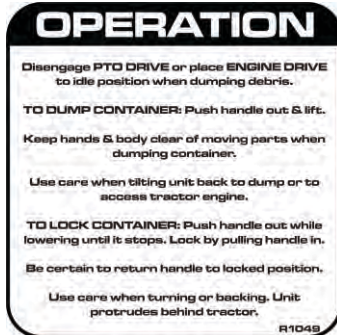 OPERATION
Disengage PTO DRIVE or place ENGINE DRIVE
to idle position when dumping debris.
TO DUMP CONTAINER: Push handle out & lift.
Keep hands & body clear of moving parts when
dumping container.
Use care when tilting unit back to dump or to
access tractor engine.
TO LOCK CONTAINER: Push handle out while
lowering until it stops. Lock by pulling handle in.
Be certain to return handle to locked position.
Use care when turning or backing. Unit
protrudes behind tractor.
R1049